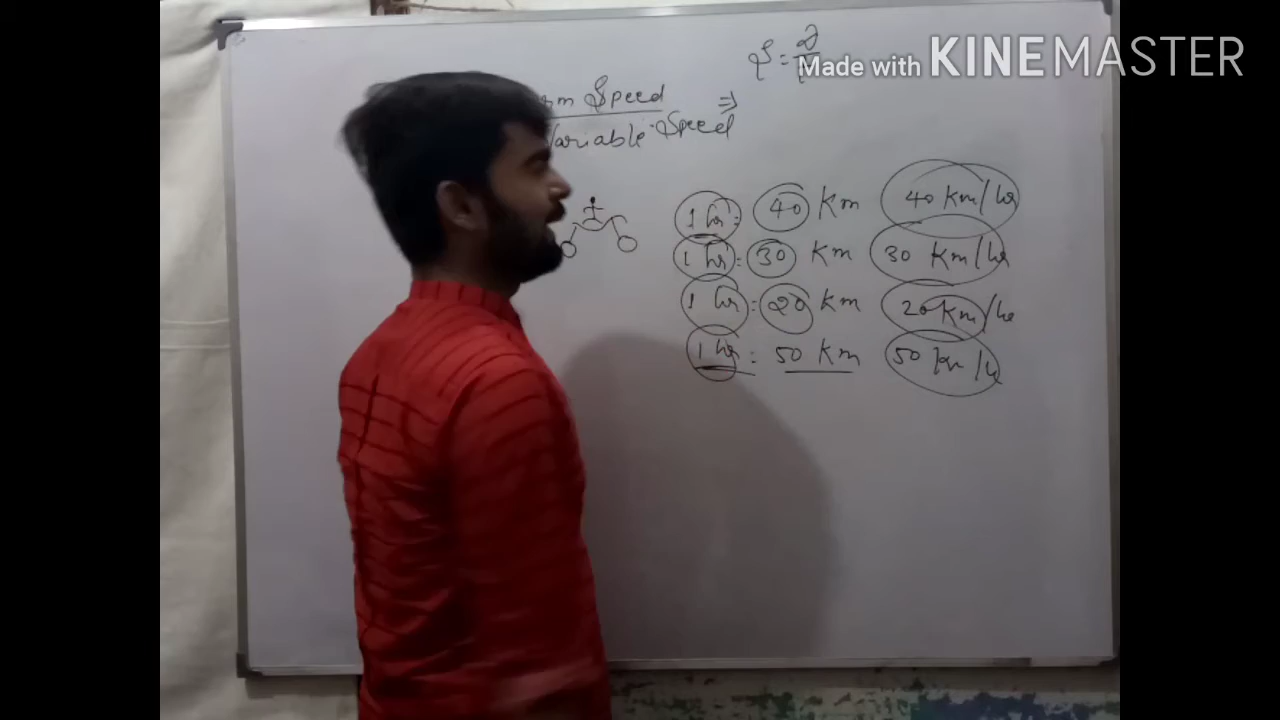 Made with KINEMASTER
Speed
Variable Speed ⇒
1 hr = 40 Km 40 Km/hr
1 hr = 30 Km 30 Km/hr
1 hr = 20 Km 20 Km/hr
1 hr = 50 Km 50 Km/h